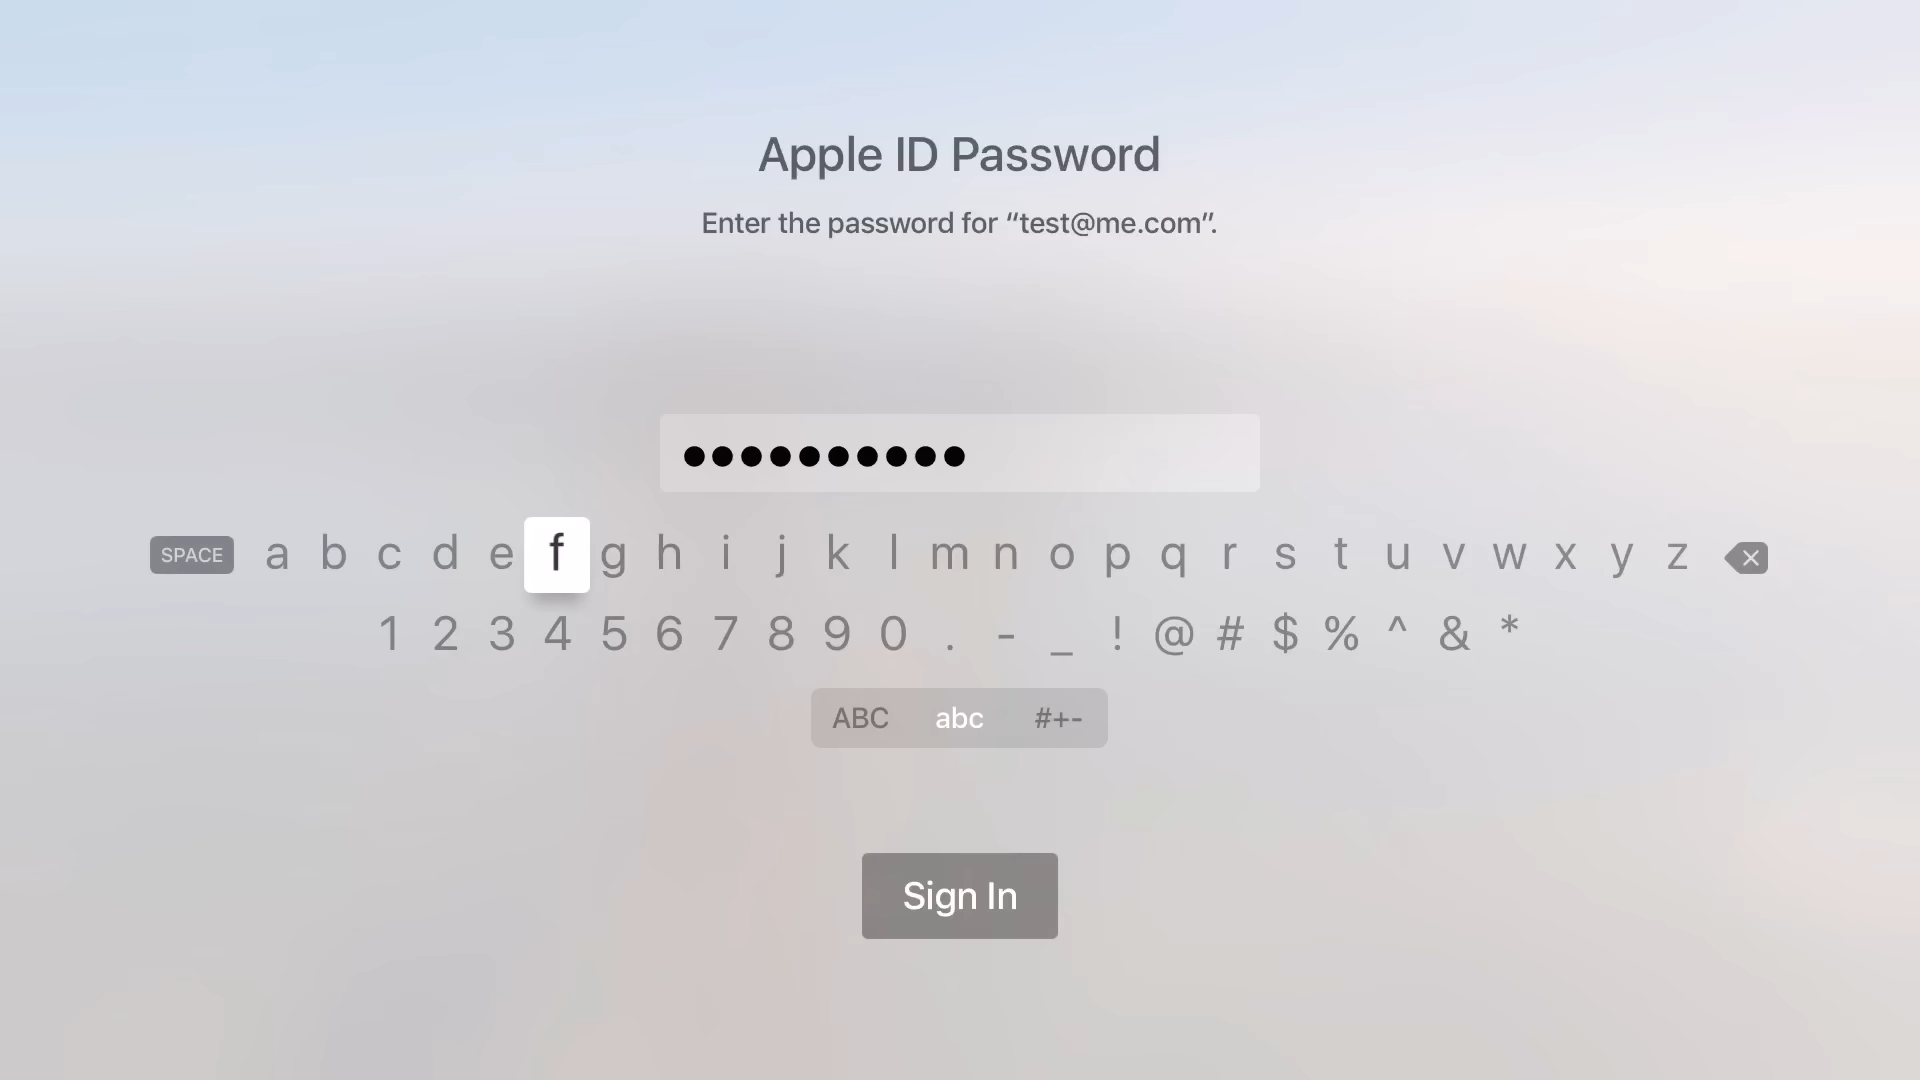 Apple ID Password
Enter the password for “test@me.com”.
●●●●●●●●●●
SPACE a b c d e f g h i j k l m n o p q r s t u v w x y z
1 2 3 4 5 6 7 8 9 0 . - _ ! @ # $ % ^ & *
ABC abc #+-
Sign In